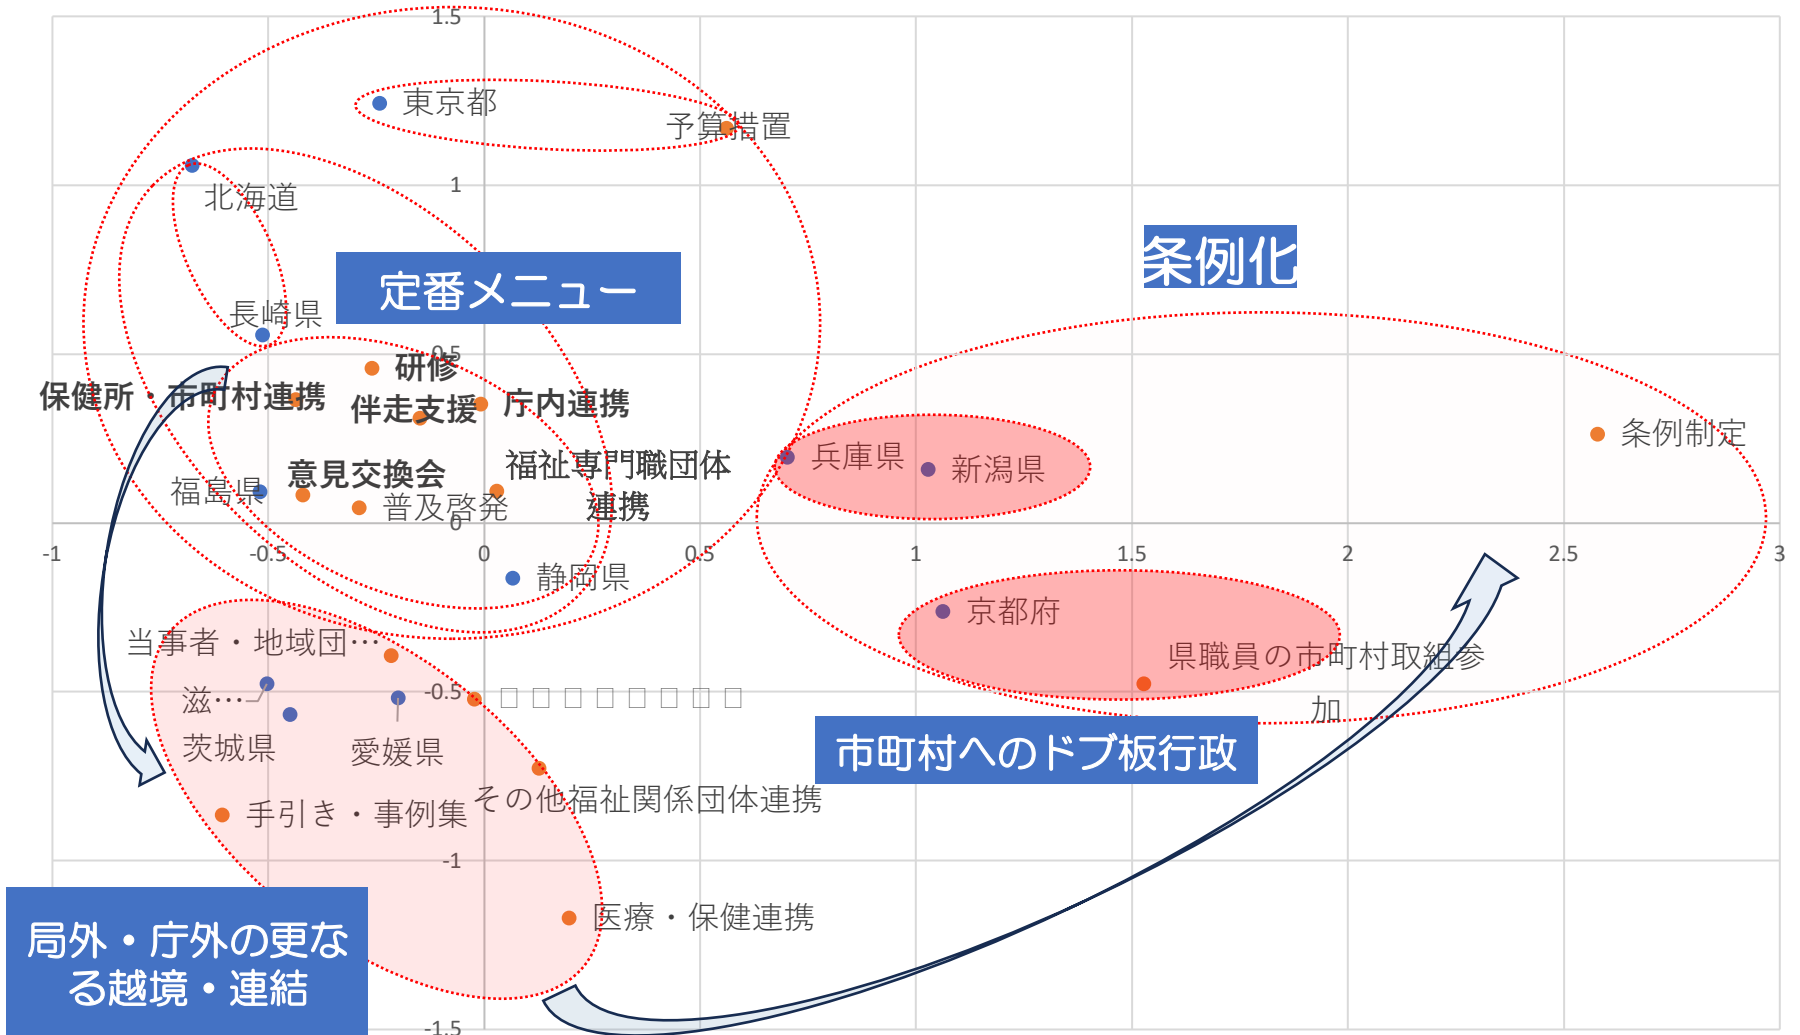 1.5
東京都
予算措置
1
北海道
条例化
定番メニュー
長崎県
0.5
研修
保健所・市町村連携
伴走支援
庁内連携
条例制定
兵庫県
新潟県
福祉専門職団体
連携
意見交換会
福島県
普及啓発
0
-1
-0.5
0
0.5
1
1.5
2
2.5
3
静岡県
京都府
当事者・地域団…
県職員の市町村取組参
加
滋…
-0.5
茨城県
愛媛県
市町村へのドブ板行政
その他福祉関係団体連携
手引き・事例集
-1
医療・保健連携
局外・庁外の更な
る越境・連結
-1.5